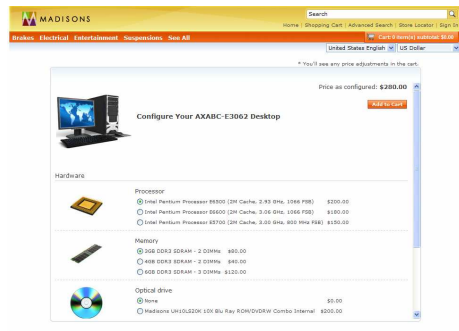 MADISONS
Search
Home | Shopping Cart | Advanced Search | Store Locator | Sign In
Brakes Electrical Entertainment Suspensions See All
Cart: 0 item(s) subtotal: $0.00
United States English
US Dollar
* You'll see any price adjustments in the cart.
Price as configured: $280.00
Add to Cart
Configure Your AXABC-E3062 Desktop
Hardware
Processor
Intel Pentium Processor E6500 (2M Cache, 2.93 GHz, 1066 FSB) $200.00
Intel Pentium Processor E6600 (2M Cache, 3.06 GHz, 1066 FSB) $180.00
Intel Pentium Processor E5700 (2M Cache, 3.00 GHz, 800 MHz FSB) $150.00
Memory
3GB DDR3 SDRAM - 2 DIMMs $80.00
2GB DDR3 SDRAM - 2 DIMMs $40.00
6GB DDR3 SDRAM - 3 DIMMS $120.00
Optical drive
None $0.00
Madisons UH10LS20K 10X Blu Ray ROM/DVDRW Combo Internal $200.00